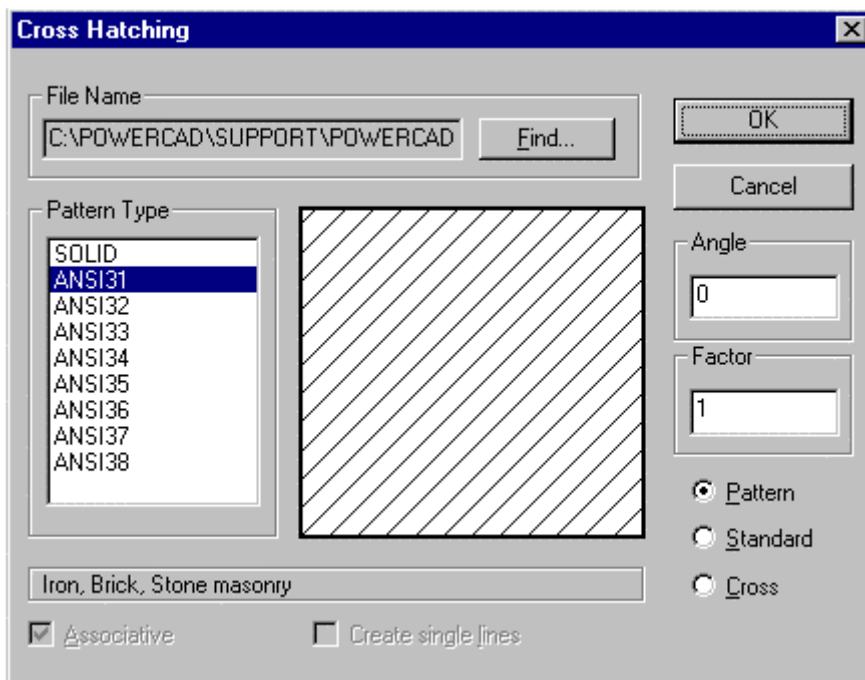 Cross Hatching
File Name
C:\POWERCAD\SUPPORT\POWERCAD
Find...
OK
Cancel
Pattern Type
SOLID
ANSI31
ANSI32
ANSI33
ANSI34
ANSI35
ANSI36
ANSI37
ANSI38
Angle
0
Factor
1
Pattern
Standard
Cross
Iron, Brick, Stone masonry
Associative
Create single lines